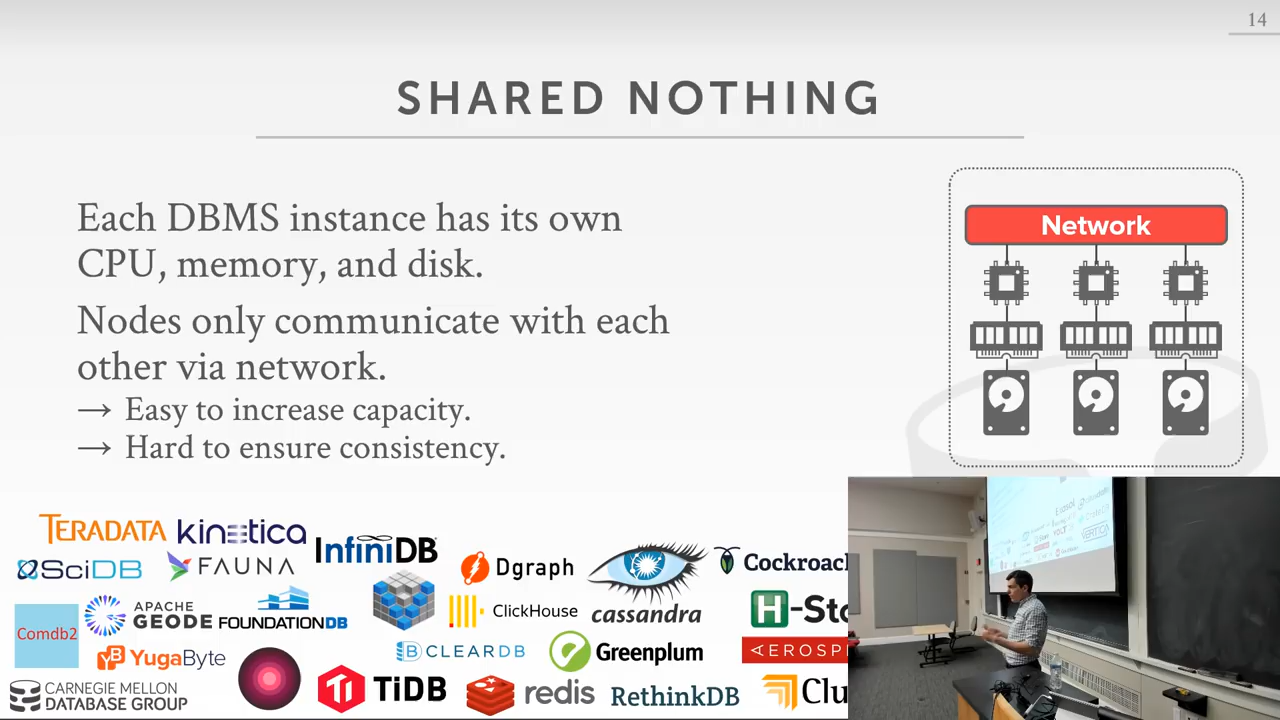 14
SHARED NOTHING
Each DBMS instance has its own
CPU, memory, and disk.
Nodes only communicate with each
other via network.
→ Easy to increase capacity.
→ Hard to ensure consistency.
Network
TERADATA
kinetica
InfiniDB
SciDB
FAUNA
Dgraph
cassandra
Cockroac
Comdb2
APACHE
GEODE
FOUNDATIONDB
ClickHouse
H-Sto
YugaByte
CLEARDB
Greenplum
AEROSP
CARNEGIE MELLON
DATABASE GROUP
TiDB
redis
RethinkDB
Clu
VERTICA